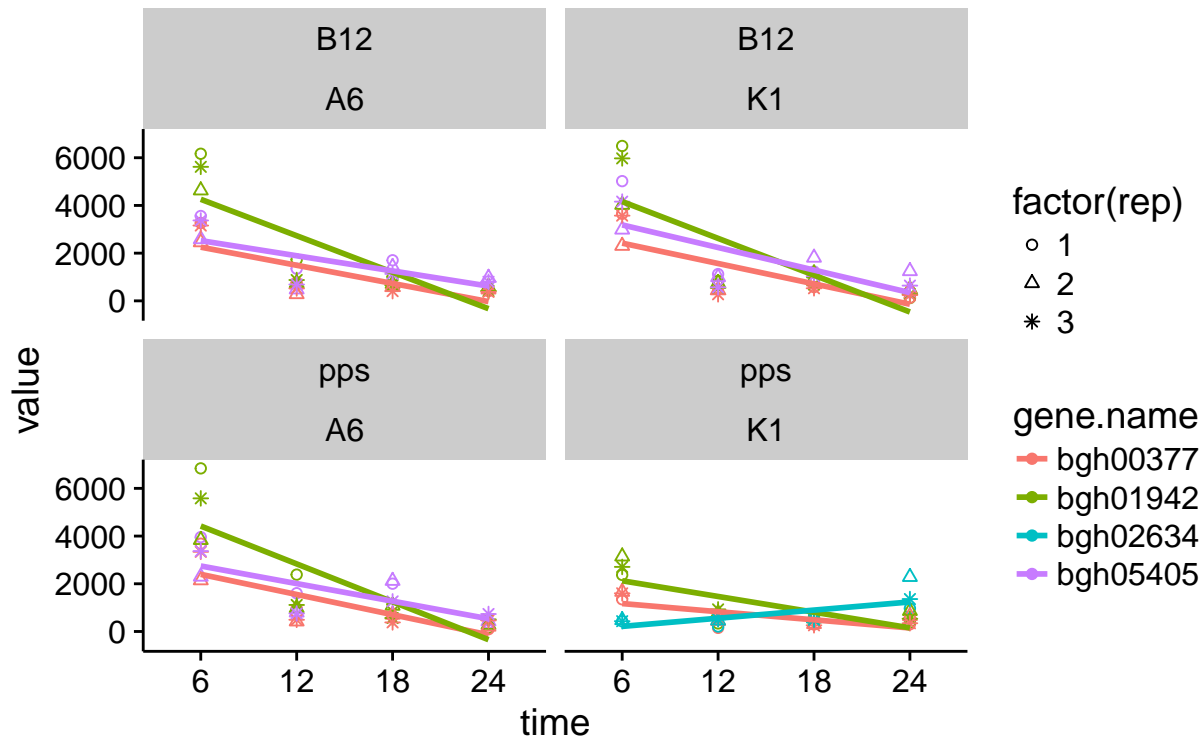 B12
A6
B12
K1
6000
4000
2000
0
pps
A6
pps
K1
6000
4000
2000
0
6
12
18
24
6
12
18
24
time
value
factor(rep)
1
2
3
gene.name
bgh00377
bgh01942
bgh02634
bgh05405